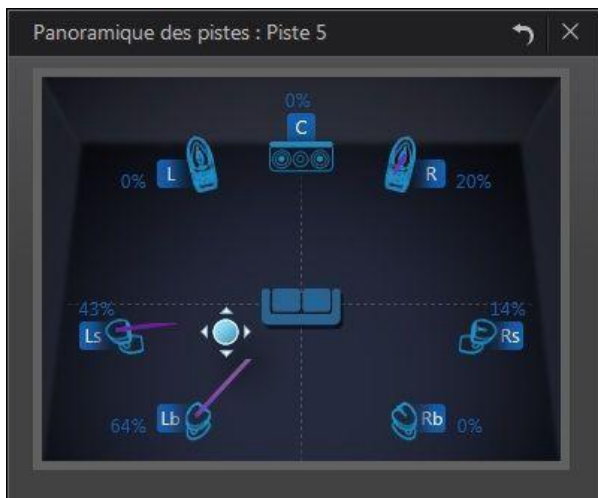 Panoramique des pistes : Piste 5
0%
C
0% L
R 20%
43%
Ls
14%
Rs
64% Lb
Rb 0%